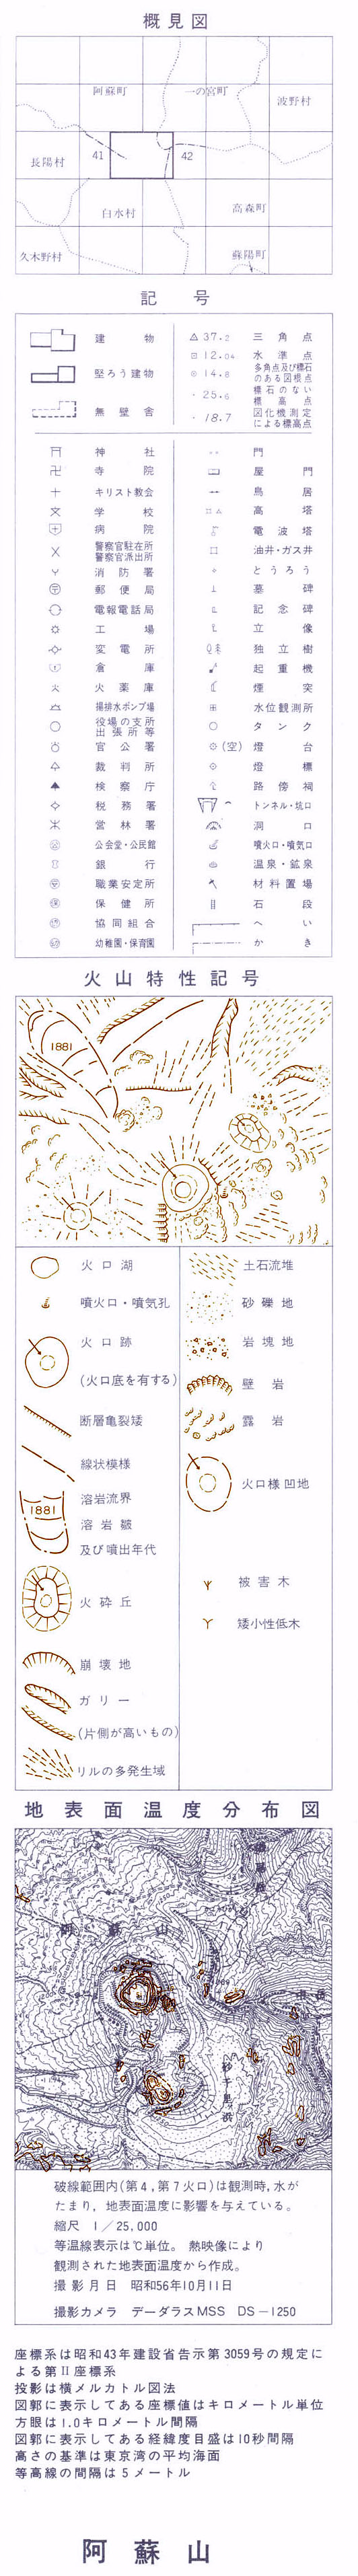 概見図
阿蘇町
一の宮町
波野村
41
42
長陽村
白水村
高森町
久木野村
蘇陽町
記号
建物
堅ろう建物
無壁舎
37.2 三角点
12.04 水準点
14.8 多角点及び標石のある図根点
25.6 標石のない標高点
18.7 図化機測定による標高点
神社
寺院
キリスト教会
学校
病院
警察官駐在所
警察官派出所
消防署
郵便局
電報電話局
工場
変電所
倉庫
火薬庫
揚排水ポンプ場
役場の支所
出張所等
官公署
裁判所
検察庁
税務署
営林署
公会堂・公民館
銀行
職業安定所
保健所
協同組合
幼稚園・保育園
門
屋門
鳥居
高塔
電波塔
油井・ガス井
とうろう
墓碑
記念碑
立像
独立樹
起重機
煙突
水位観測所
タンク
(空) 燈台
燈標
路傍祠
トンネル・坑口
洞口
噴火口・噴気口
温泉・鉱泉
材料置場
石段
へい
かき
火山特性記号
1881
火口湖
噴火口・噴気孔
火口跡
(火口底を有する)
断層亀裂矮
線状模様
1881
溶岩流界
溶岩皺
及び噴出年代
火砕丘
崩壊地
ガリー
(片側が高いもの)
リルの多発生域
土石流堆
砂礫地
岩塊地
壁岩
露岩
火口様凹地
被害木
矮小性低木
地表面温度分布図
阿蘇山
砂千里浜
破線範囲内(第4,第7火口)は観測時,水が
たまり,地表面温度に影響を与えている。
縮尺 1/25,000
等温線表示は℃単位。熱映像により
観測された地表面温度から作成。
撮影月日 昭和56年10月11日
撮影カメラ デーダラスMSS DS-1250
座標系は昭和43年建設省告示第3059号の規定に
よる第Ⅱ座標系
投影は横メルカトル図法
図郭に表示してある座標値はキロメートル単位
方眼は1.0キロメートル間隔
図郭に表示してある経緯度目盛は10秒間隔
高さの基準は東京湾の平均海面
等高線の間隔は5メートル
阿蘇山